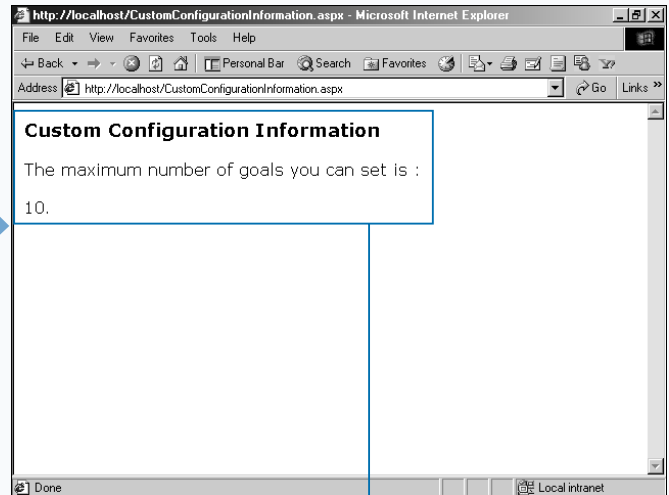 http://localhost/CustomConfigurationInformation.aspx - Microsoft Internet Explorer
File Edit View Favorites Tools Help
Back Personal Bar Search Favorites
Address http://localhost/CustomConfigurationInformation.aspx Go Links »
Custom Configuration Information
The maximum number of goals you can set is :
10.
Done Local intranet